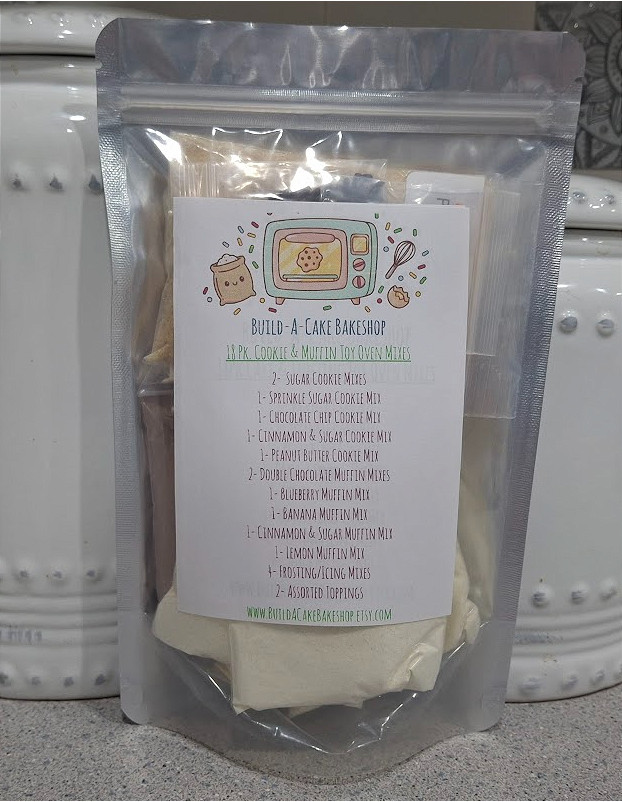 Build-A-Cake Bakeshop
18 Pk. Cookie & Muffin Toy Oven Mixes
2- Sugar Cookie Mixes
1- Sprinkle Sugar Cookie Mix
1- Chocolate Chip Cookie Mix
1- Cinnamon & Sugar Cookie Mix
1- Peanut Butter Cookie Mix
2- Double Chocolate Muffin Mixes
1- Blueberry Muffin Mix
1- Banana Muffin Mix
1- Cinnamon & Sugar Muffin Mix
1- Lemon Muffin Mix
4- Frosting/Icing Mixes
2- Assorted Toppings
www.BuildACakeBakeshop.etsy.com